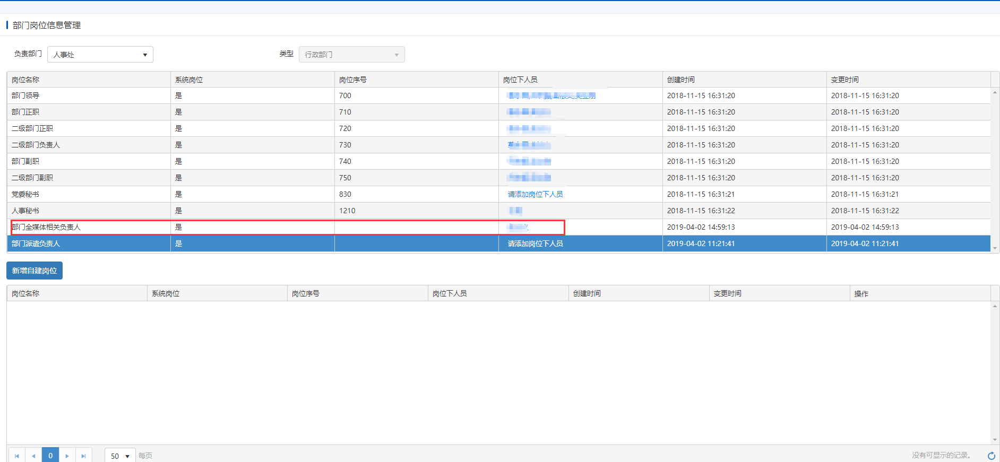 部门岗位信息管理
负责部门 人事处 类型 行政部门
岗位名称 系统岗位 岗位序号 岗位下人员 创建时间 变更时间
部门领导 是 700 2018-11-15 16:31:20 2018-11-15 16:31:20
部门正职 是 710 2018-11-15 16:31:20 2018-11-15 16:31:20
二级部门正职 是 720 2018-11-15 16:31:20 2018-11-15 16:31:20
二级部门负责人 是 730 2018-11-15 16:31:20 2018-11-15 16:31:20
部门副职 是 740 2018-11-15 16:31:20 2018-11-15 16:31:20
二级部门副职 是 750 2018-11-15 16:31:20 2018-11-15 16:31:20
党委秘书 是 830 请添加岗位下人员 2018-11-15 16:31:21 2018-11-15 16:31:21
人事秘书 是 1210 2018-11-15 16:31:22 2018-11-15 16:31:22
部门全媒体相关负责人 是 2019-04-02 14:59:13 2019-04-02 14:59:13
部门派遣负责人 是 请添加岗位下人员 2019-04-02 11:21:41 2019-04-02 11:21:41
新增自建岗位
岗位名称 系统岗位 岗位序号 岗位下人员 创建时间 变更时间 操作
0 50 每页 没有可显示的记录。